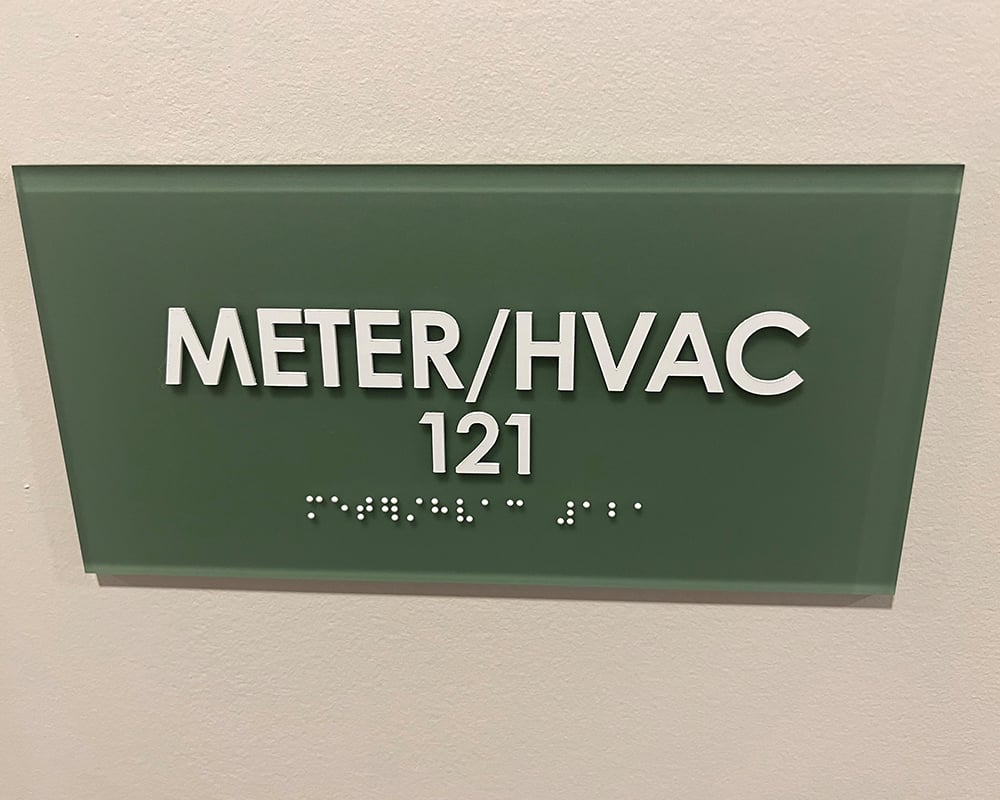 METER/HVAC
121
⠍⠑⠞⠻⠌⠓⠧⠁⠉ ⠼⠁⠃⠁